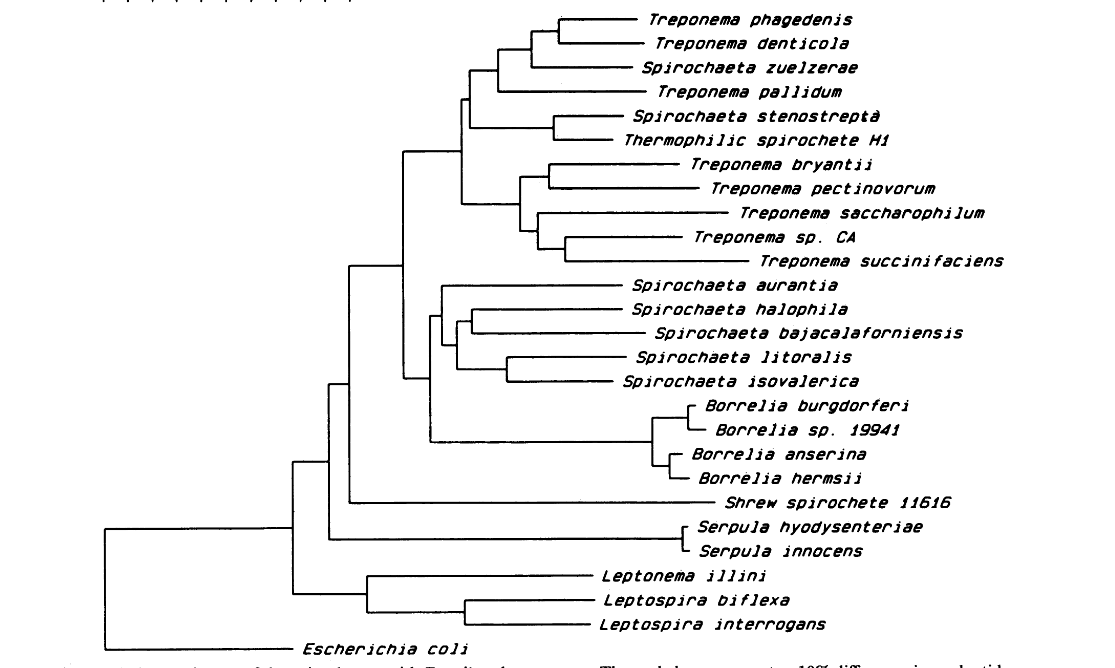 Treponema phagedenis
Treponema denticola
Spirochaeta zuelzerae
Treponema pallidum
Spirochaeta stenostrepta
Thermophilic spirochete H1
Treponema bryantii
Treponema pectinovorum
Treponema saccharophilum
Treponema sp. CA
Treponema succinifaciens
Spirochaeta aurantia
Spirochaeta halophila
Spirochaeta bajacalaforniensis
Spirochaeta litoralis
Spirochaeta isovalerica
Borrelia burgdorferi
Borrelia sp. 19941
Borrelia anserina
Borrelia hermsii
Shrew spirochete 11616
Serpula hyodysenteriae
Serpula innocens
Leptonema illini
Leptospira biflexa
Leptospira interrogans
Escherichia coli